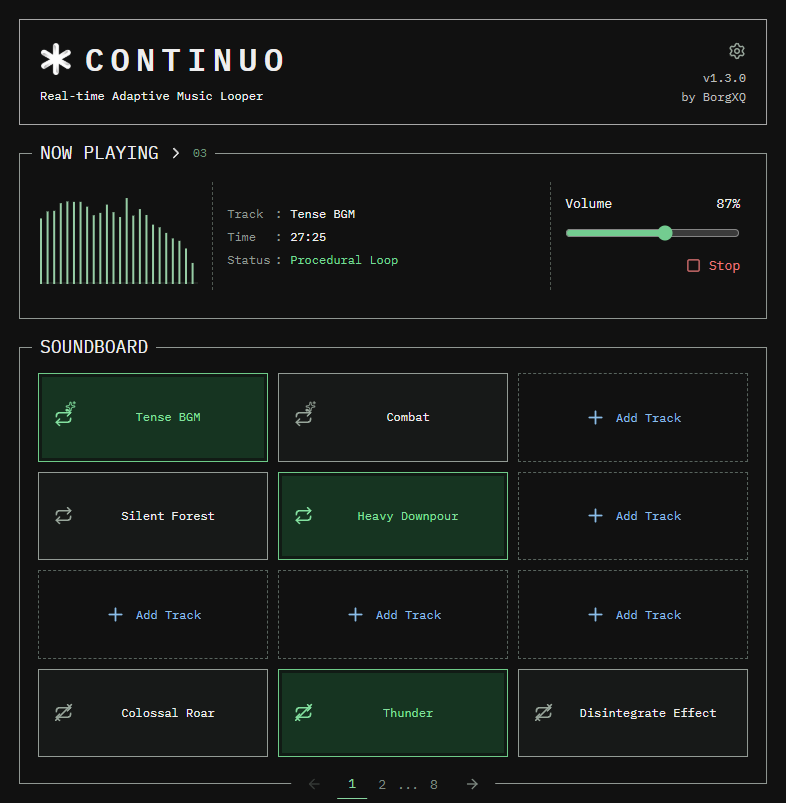 CONTINUO
Real-time Adaptive Music Looper
v1.3.0
by BorgXQ
NOW PLAYING > 03
Track : Tense BGM
Time : 27:25
Status : Procedural Loop
Volume 87%
Stop
SOUNDBOARD
Tense BGM
Combat
Add Track
Silent Forest
Heavy Downpour
Add Track
Add Track
Add Track
Add Track
Colossal Roar
Thunder
Disintegrate Effect
1 2 ... 8